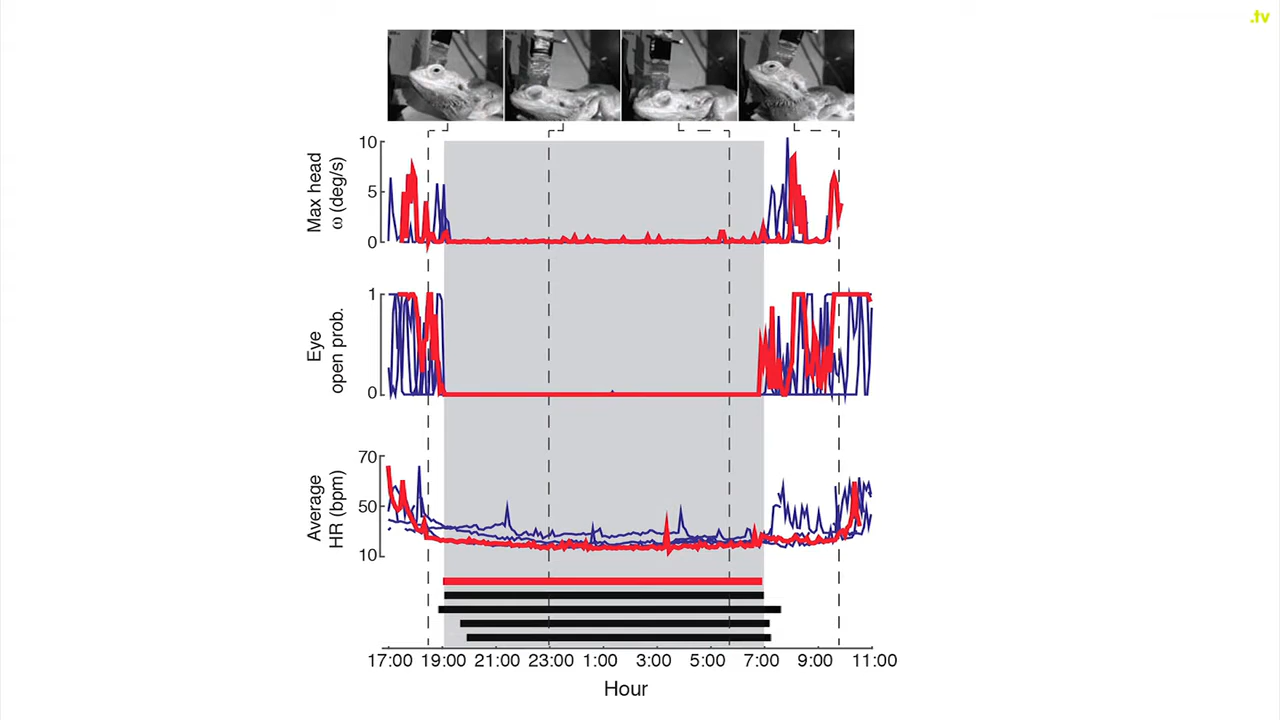 .tv
10
5
0
Max head
ω (deg/s)
1
0
Eye
open prob.
70
50
10
Average
HR (bpm)
17:00 19:00 21:00 23:00 1:00 3:00 5:00 7:00 9:00 11:00
Hour